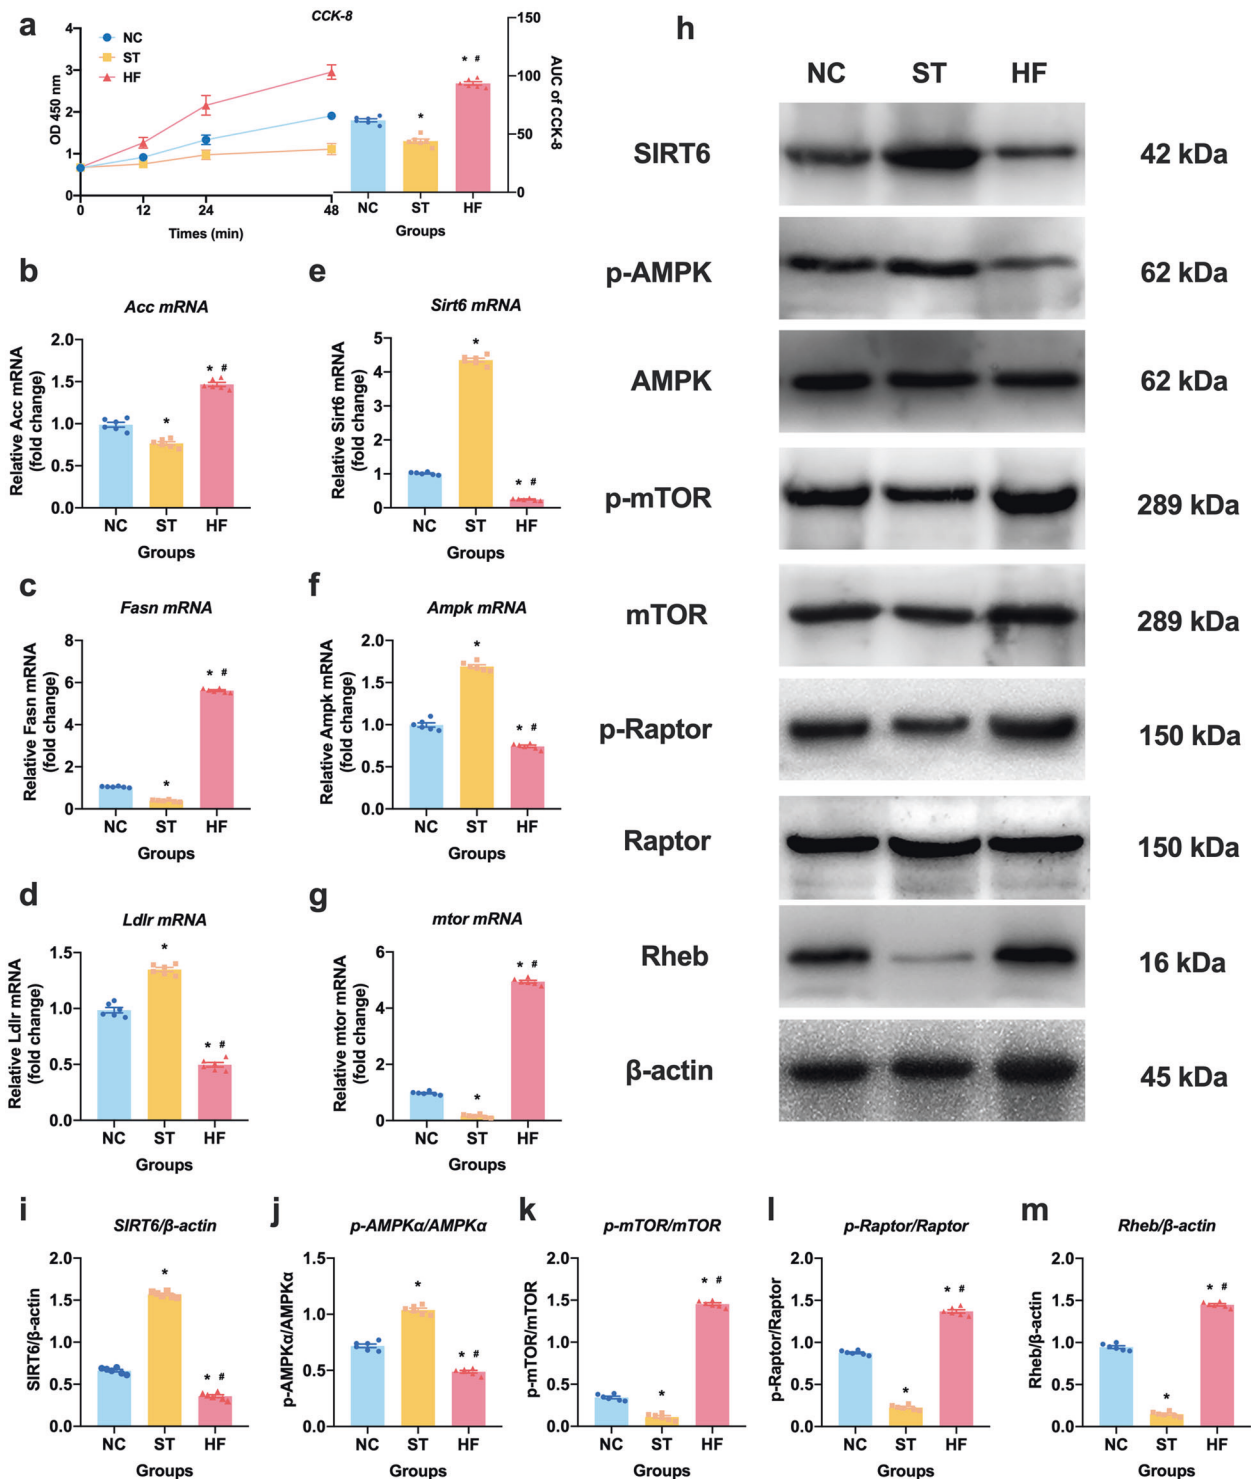 a
CCK-8
NC
ST
HF
OD 450 nm
4
3
2
1
0
0 12 24 48
Times (min)
* #
*
150
100
50
0
AUC of CCK-8
NC ST HF
Groups
b
Acc mRNA
Relative Acc mRNA
(fold change)
2.0
1.5
1.0
0.5
0.0
*
* #
NC ST HF
Groups
e
Sirt6 mRNA
Relative Sirt6 mRNA
(fold change)
5
4
3
2
1
0
*
* #
NC ST HF
Groups
c
Fasn mRNA
Relative Fasn mRNA
(fold change)
8
6
4
2
0
*
* #
NC ST HF
Groups
f
Ampk mRNA
Relative Ampk mRNA
(fold change)
2.0
1.5
1.0
0.5
0.0
*
* #
NC ST HF
Groups
d
Ldlr mRNA
Relative Ldlr mRNA
(fold change)
1.5
1.0
0.5
0.0
*
* #
NC ST HF
Groups
g
mtor mRNA
Relative mtor mRNA
(fold change)
6
4
2
0
*
* #
NC ST HF
Groups
h
NC ST HF
SIRT6 42 kDa
p-AMPK 62 kDa
AMPK 62 kDa
p-mTOR 289 kDa
mTOR 289 kDa
p-Raptor 150 kDa
Raptor 150 kDa
Rheb 16 kDa
β-actin 45 kDa
i
SIRT6/β-actin
SIRT6/β-actin
2.0
1.5
1.0
0.5
0.0
*
* #
NC ST HF
Groups
j
p-AMPKα/AMPKα
p-AMPKα/AMPKα
1.5
1.0
0.5
0.0
*
* #
NC ST HF
Groups
k
p-mTOR/mTOR
p-mTOR/mTOR
2.0
1.5
1.0
0.5
0.0
*
* #
NC ST HF
Groups
l
p-Raptor/Raptor
p-Raptor/Raptor
2.0
1.5
1.0
0.5
0.0
*
* #
NC ST HF
Groups
m
Rheb/β-actin
Rheb/β-actin
2.0
1.5
1.0
0.5
0.0
*
* #
NC ST HF
Groups